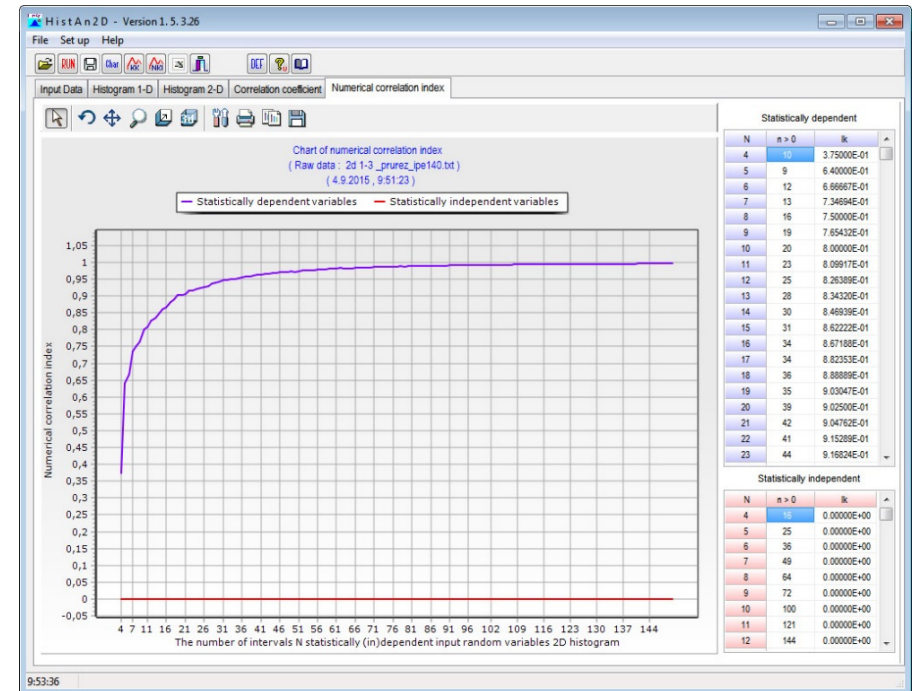 HistAn2D - Version 1.5.3.26
File Set up Help
RUN Char NKI DEF
Input Data Histogram 1-D Histogram 2-D Correlation coefficient Numerical correlation index
Chart of numerical correlation index
( Raw data : 2d 1-3 _prurez_ipe140.txt )
( 4.9.2015 , 9:51:23 )
Statistically dependent variables Statistically independent variables
Numerical correlation index
1,05
1
0,95
0,9
0,85
0,8
0,75
0,7
0,65
0,6
0,55
0,5
0,45
0,4
0,35
0,3
0,25
0,2
0,15
0,1
0,05
0
-0,05
4 7 11 16 21 26 31 36 41 46 51 56 61 66 71 76 81 86 91 96 102 109 116 123 130 137 144
The number of intervals N statistically (in)dependent input random variables 2D histogram
Statistically dependent
N n > 0 Ik
4 10 3.75000E-01
5 9 6.40000E-01
6 12 6.66667E-01
7 13 7.34694E-01
8 16 7.50000E-01
9 19 7.65432E-01
10 20 8.00000E-01
11 23 8.09917E-01
12 25 8.26389E-01
13 28 8.34320E-01
14 30 8.46939E-01
15 31 8.62222E-01
16 34 8.67188E-01
17 34 8.82353E-01
18 36 8.88889E-01
19 35 9.03047E-01
20 39 9.02500E-01
21 42 9.04762E-01
22 41 9.15289E-01
23 44 9.16824E-01
Statistically independent
N n > 0 Ik
4 16 0.00000E+00
5 25 0.00000E+00
6 36 0.00000E+00
7 49 0.00000E+00
8 64 0.00000E+00
9 72 0.00000E+00
10 100 0.00000E+00
11 121 0.00000E+00
12 144 0.00000E+00
9:53:36